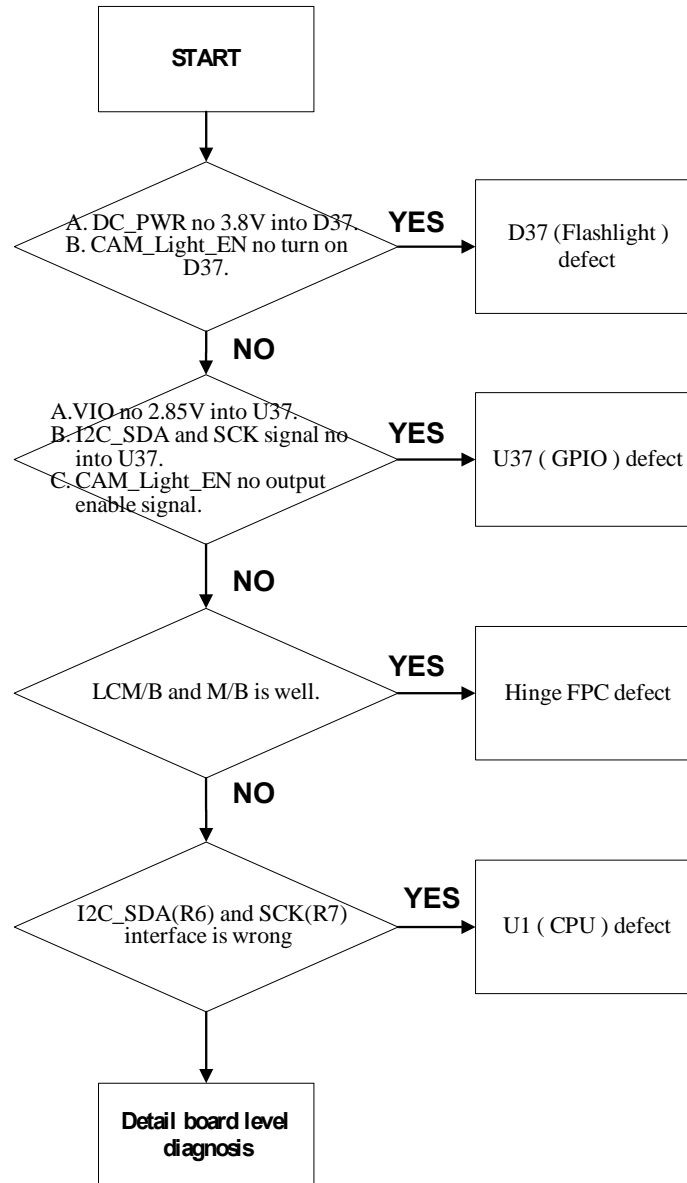 START
A. DC_PWR no 3.8V into D37.
B. CAM_Light_EN no turn on
D37.
YES
D37 (Flashlight )
defect
NO
A.VIO no 2.85V into U37.
B. I2C_SDA and SCK signal no
into U37.
C. CAM_Light_EN no output
enable signal.
YES
U37 ( GPIO ) defect
NO
LCM/B and M/B is well.
YES
Hinge FPC defect
NO
I2C_SDA(R6) and SCK(R7)
interface is wrong
YES
U1 ( CPU ) defect
Detail board level
diagnosis